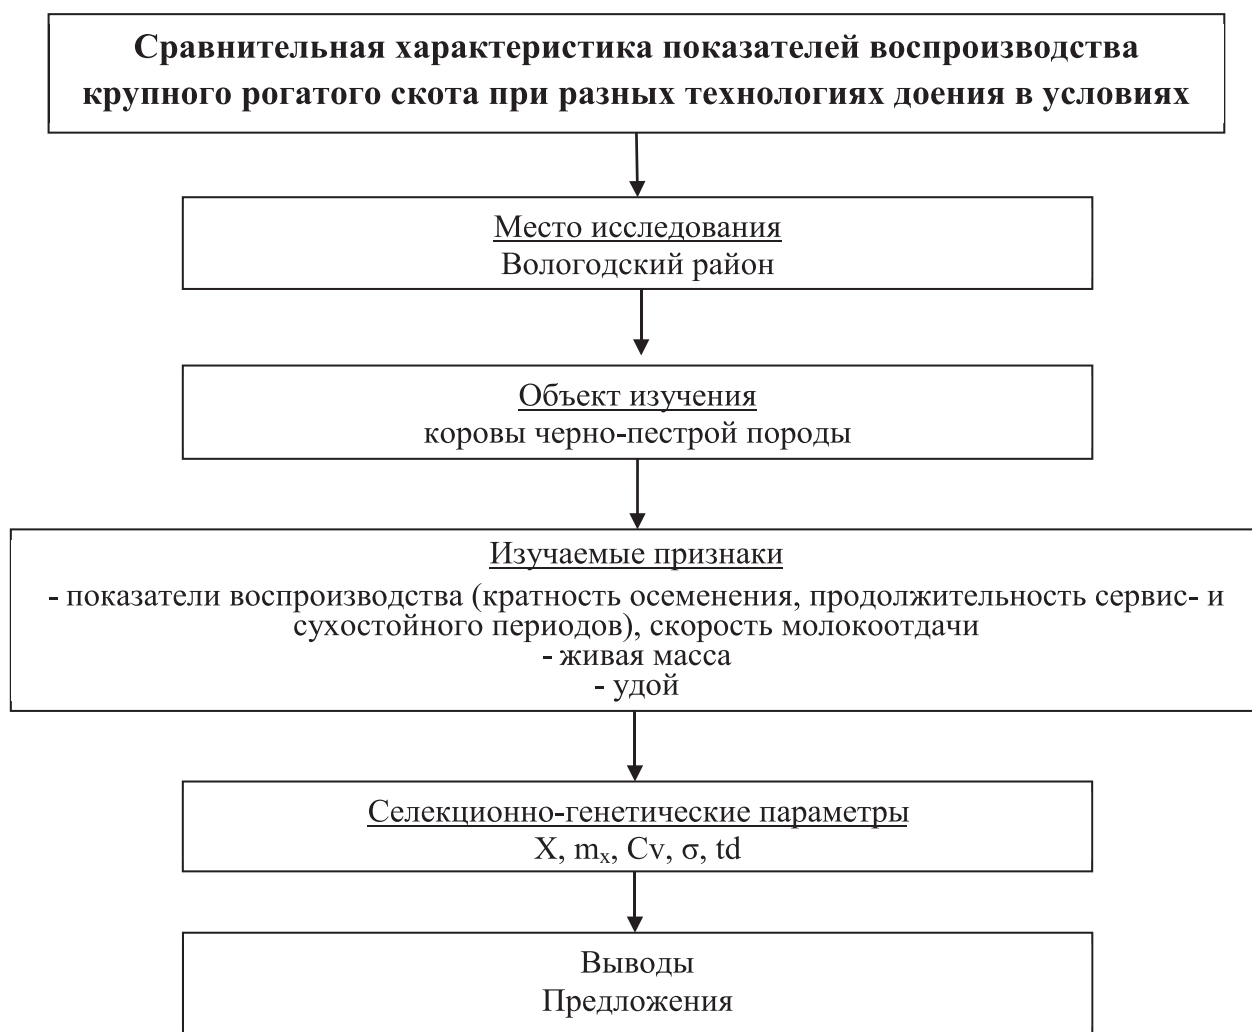 Сравнительная характеристика показателей воспроизводства
крупного рогатого скота при разных технологиях доения в условиях
Место исследования
Вологодский район
Объект изучения
коровы черно-пестрой породы
Изучаемые признаки
- показатели воспроизводства (кратность осеменения, продолжительность сервис- и
сухостойного периодов), скорость молокоотдачи
- живая масса
- удой
Селекционно-генетические параметры
X, mₓ, Cv, σ, td
Выводы
Предложения